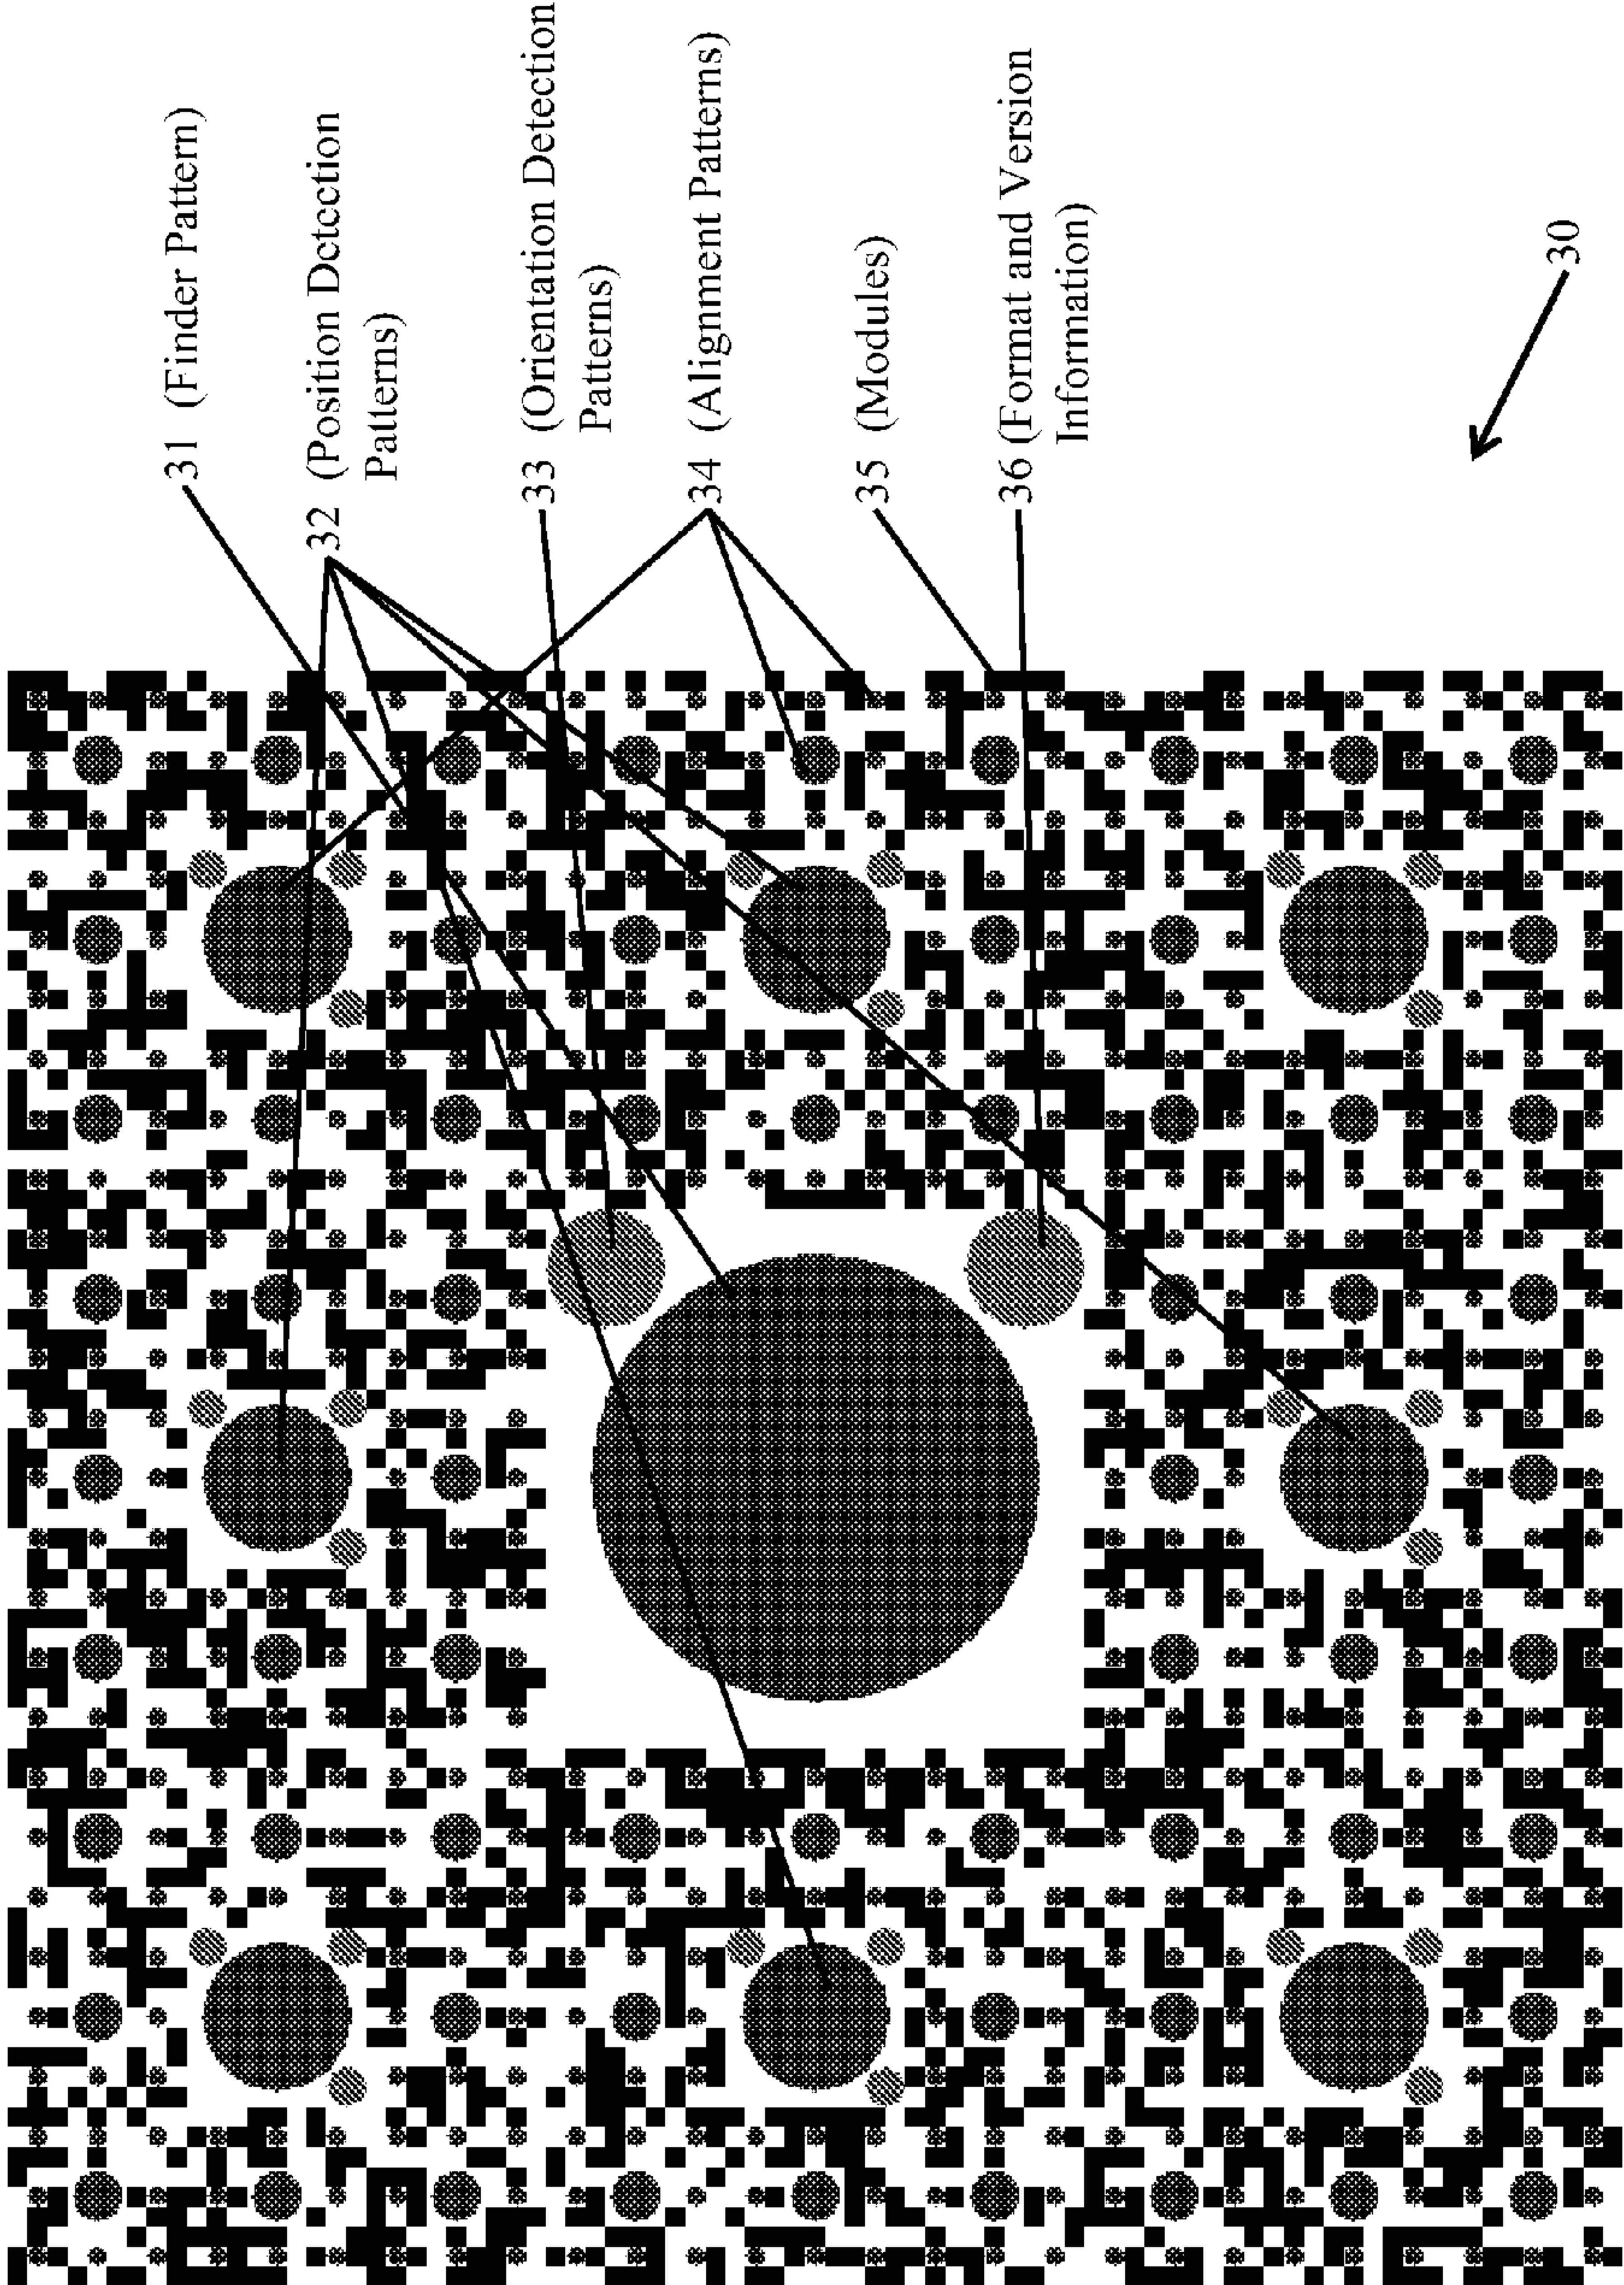 31 (Finder Pattern)
32 (Position Detection
Patterns)
33 (Orientation Detection
Patterns)
34 (Alignment Patterns)
35 (Modules)
36 (Format and Version
Information)
30